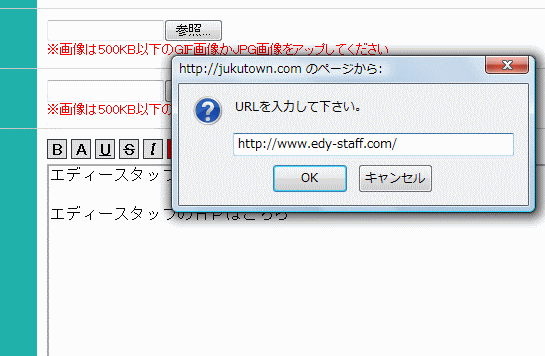 参照...
※画像は500KB以下のGIF画像かJPG画像をアップしてください
http://jukutown.com のページから:
※画像は500KB以下の
URLを入力して下さい。
http://www.edy-staff.com/
OK キャンセル
B A U S I
エディースタッフ
エディースタッフのＨＰはこちら